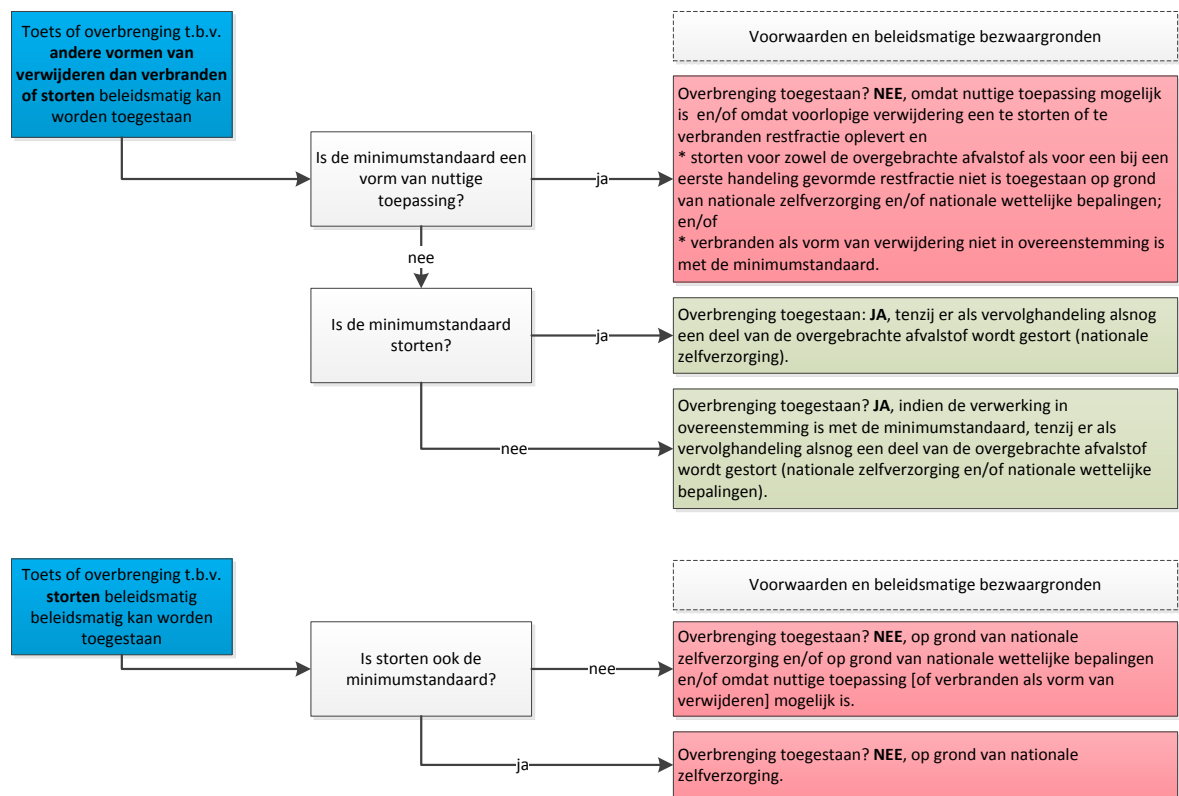 Toets of overbrenging t.b.v.
andere vormen van
verwijderen dan verbranden
of storten beleidsmatig kan
worden toegestaan
Voorwaarden en beleidsmatige bezwaargronden
Is de minimumstandaard een
vorm van nuttige
toepassing?
ja
Overbrenging toegestaan? NEE, omdat nuttige toepassing mogelijk
is en/of omdat voorlopige verwijdering een te storten of te
verbranden restfractie oplevert en
* storten voor zowel de overgebrachte afvalstof als voor een bij een
eerste handeling gevormde restfractie niet is toegestaan op grond
van nationale zelfverzorging en/of nationale wettelijke bepalingen;
en/of
* verbranden als vorm van verwijdering niet in overeenstemming is
met de minimumstandaard.
nee
Is de minimumstandaard
storten?
ja
Overbrenging toegestaan: JA, tenzij er als vervolghandeling alsnog
een deel van de overgebrachte afvalstof wordt gestort (nationale
zelfverzorging).
nee
Overbrenging toegestaan? JA, indien de verwerking in
overeenstemming is met de minimumstandaard, tenzij er als
vervolghandeling alsnog een deel van de overgebrachte afvalstof
wordt gestort (nationale zelfverzorging en/of nationale wettelijke
bepalingen).
Toets of overbrenging t.b.v.
storten beleidsmatig
beleidsmatig kan worden
toegestaan
Voorwaarden en beleidsmatige bezwaargronden
Is storten ook de
minimumstandaard?
nee
Overbrenging toegestaan? NEE, op grond van nationale
zelfverzorging en/of op grond van nationale wettelijke bepalingen
en/of omdat nuttige toepassing [of verbranden als vorm van
verwijderen] mogelijk is.
ja
Overbrenging toegestaan? NEE, op grond van nationale
zelfverzorging.